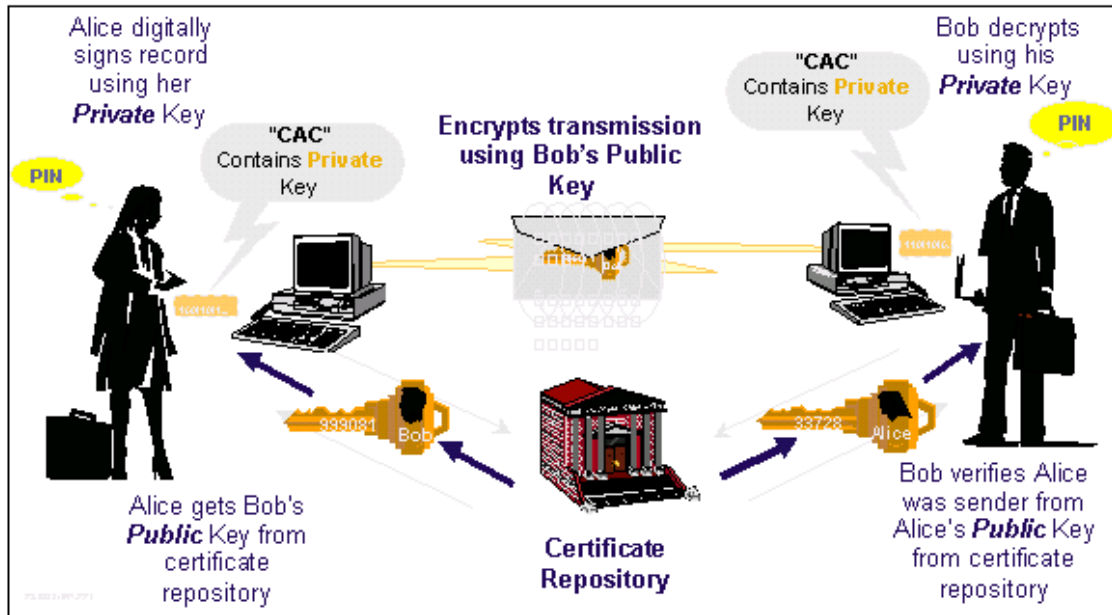 Alice digitally
signs record
using her
Private Key
"CAC"
Contains Private
Key
PIN
Encrypts transmission
using Bob's Public
Key
"CAC"
Contains Private
Key
Bob decrypts
using his
Private Key
PIN
999081
Bob
33728
Alice
Alice gets Bob's
Public Key from
certificate
repository
Certificate
Repository
Bob verifies Alice
was sender from
Alice's Public Key
from certificate
repository